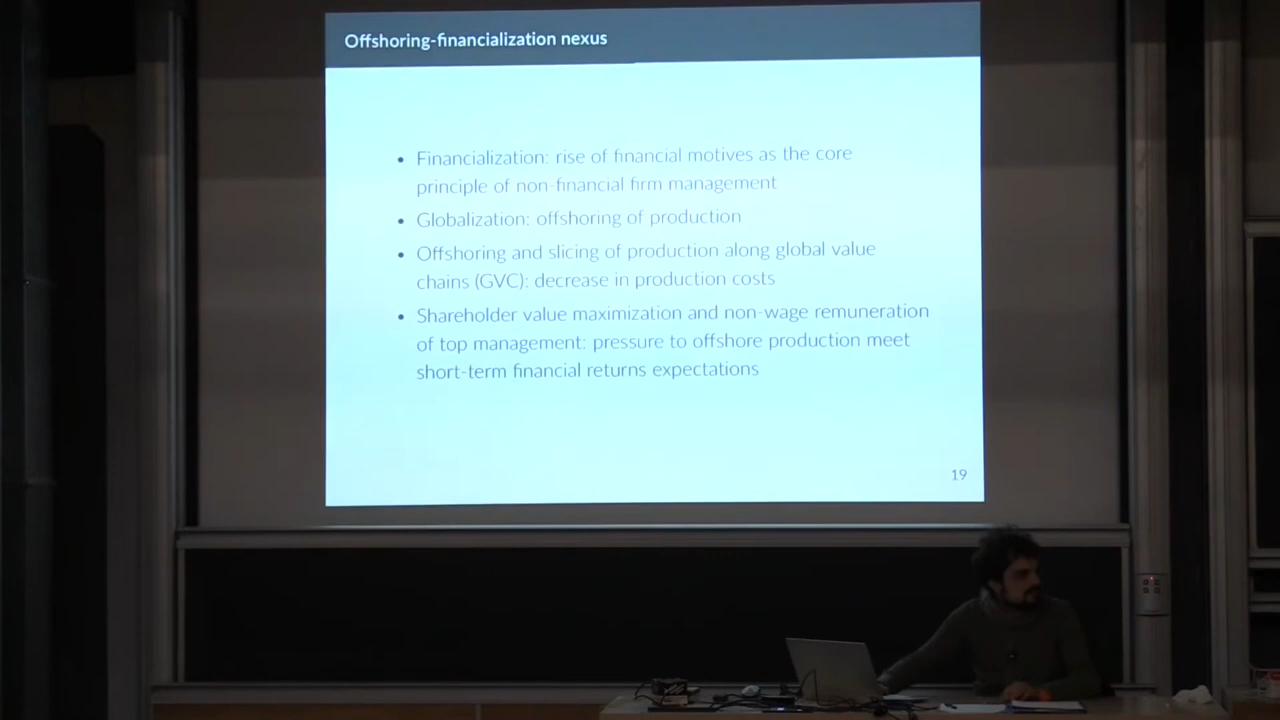 Offshoring-financialization nexus
• Financialization: rise of financial motives as the core
principle of non-financial firm management
• Globalization: offshoring of production
• Offshoring and slicing of production along global value
chains (GVC): decrease in production costs
• Shareholder value maximization and non-wage remuneration
of top management: pressure to offshore production meet
short-term financial returns expectations
19